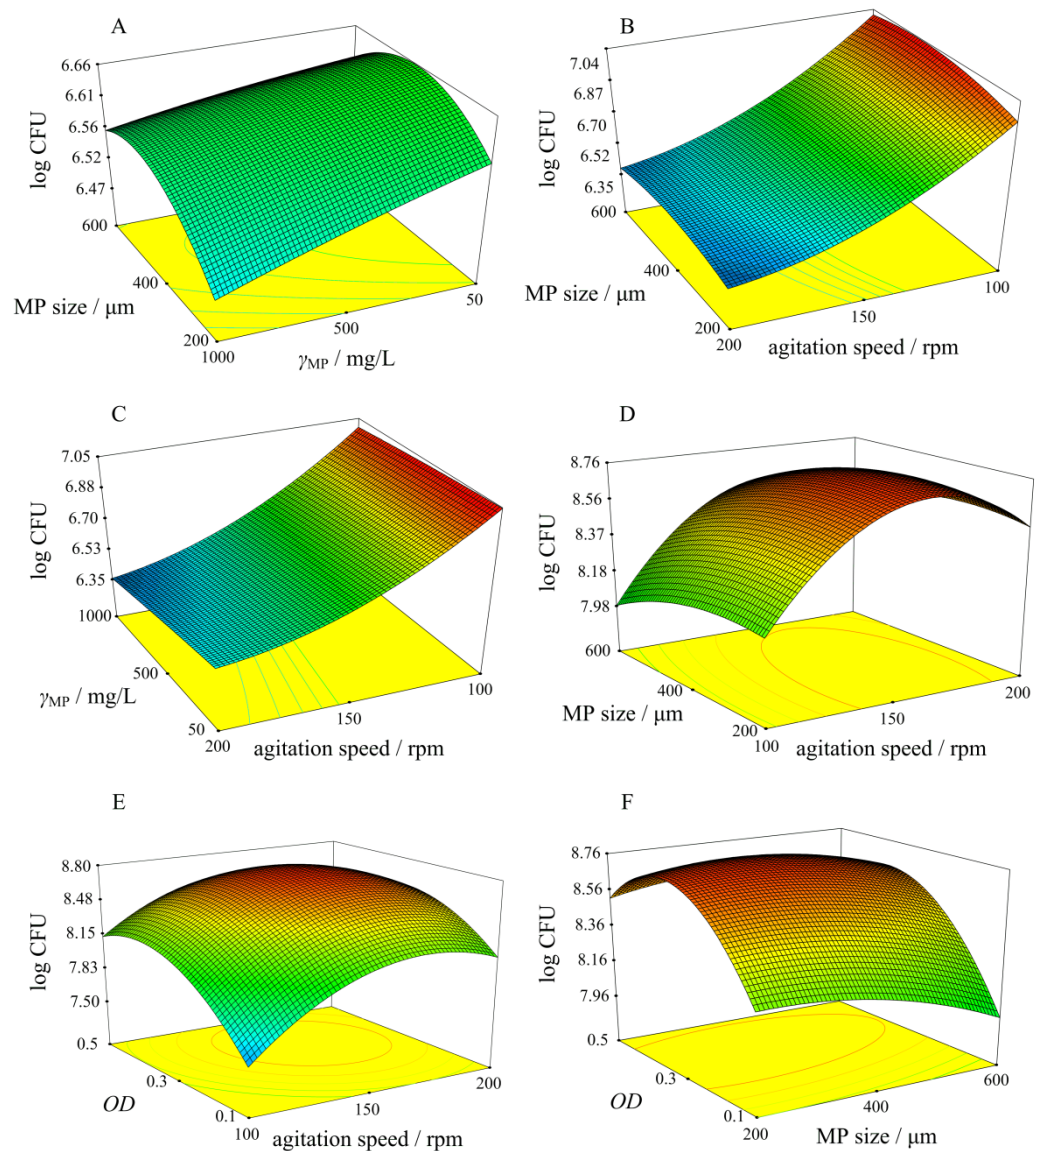 A
6.66
6.61
6.56
6.52
6.47
log CFU
600
400
200
MP size / μm
1000
500
50
γMP / mg/L
B
7.04
6.87
6.70
6.52
6.35
log CFU
600
400
200
MP size / μm
200
150
100
agitation speed / rpm
C
7.05
6.88
6.70
6.53
6.35
log CFU
1000
500
50
γMP / mg/L
200
150
100
agitation speed / rpm
D
8.76
8.56
8.37
8.18
7.98
log CFU
600
400
200
MP size / μm
100
150
200
agitation speed / rpm
E
8.80
8.48
8.15
7.83
7.50
log CFU
0.5
0.3
0.1
OD
100
150
200
agitation speed / rpm
F
8.76
8.56
8.36
8.16
7.96
log CFU
0.5
0.3
0.1
OD
200
400
600
MP size / μm